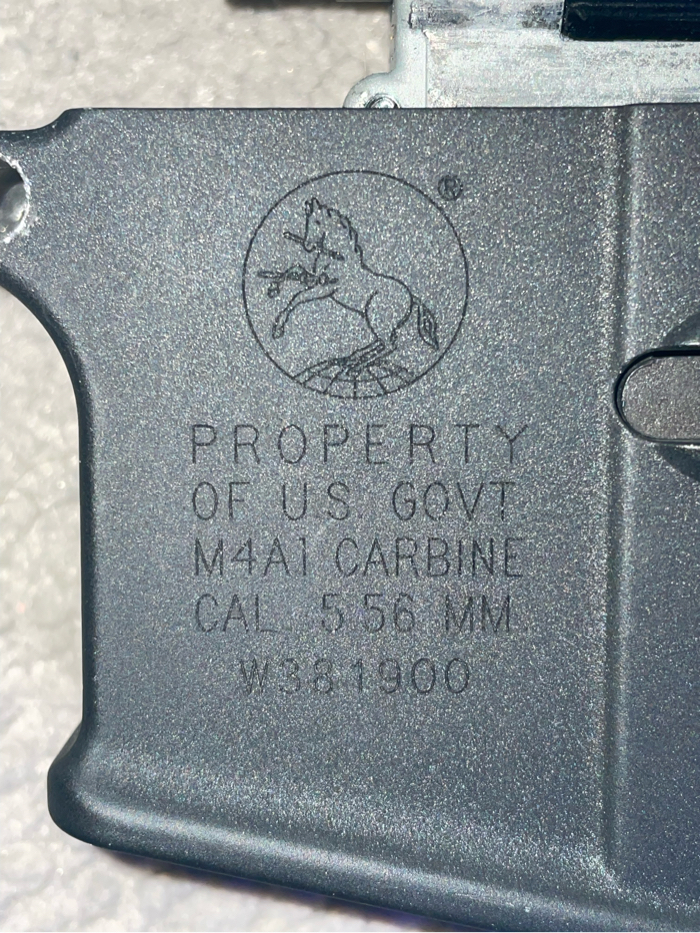 ®
PROPERTY
OF U.S. GOVT
M4A1 CARBINE
CAL. 5.56 MM
W381900